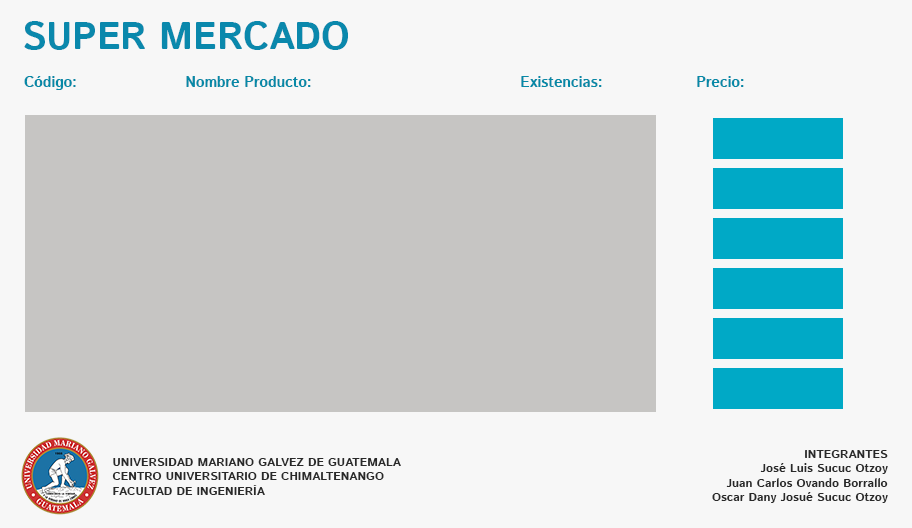 SUPER MERCADO
Código: Nombre Producto: Existencias: Precio:
UNIVERSIDAD MARIANO GALVEZ
GUATEMALA
UNIVERSIDAD MARIANO GALVEZ DE GUATEMALA
CENTRO UNIVERSITARIO DE CHIMALTENANGO
FACULTAD DE INGENIERÍA
INTEGRANTES
José Luis Sucuc Otzoy
Juan Carlos Ovando Borrallo
Oscar Dany Josué Sucuc Otzoy